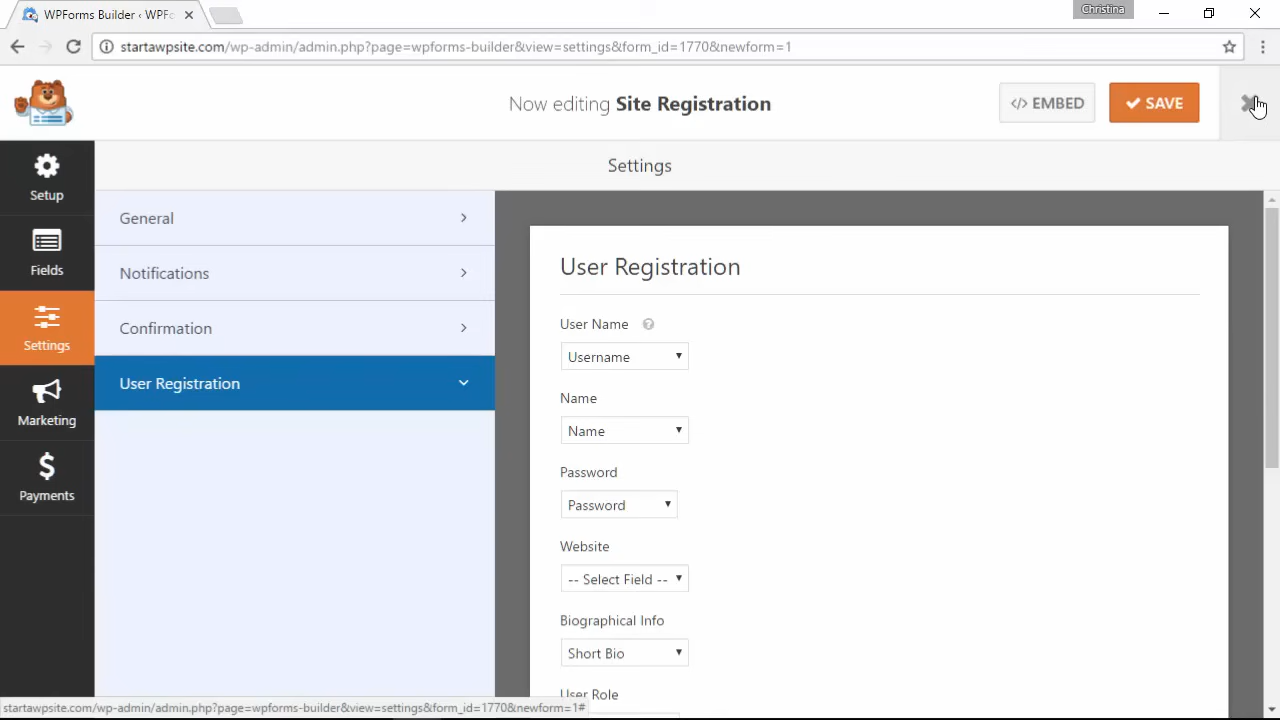 WPForms Builder ‹ WPFo
Christina
startawpsite.com/wp-admin/admin.php?page=wpforms-builder&view=settings&form_id=1770&newform=1
Now editing Site Registration
</> EMBED
SAVE
Settings
Setup
Fields
Settings
Marketing
Payments
General
Notifications
Confirmation
User Registration
User Registration
User Name
Username
Name
Name
Password
Password
Website
-- Select Field --
Biographical Info
Short Bio
User Role
startawpsite.com/wp-admin/admin.php?page=wpforms-builder&view=settings&form_id=1770&newform=1#